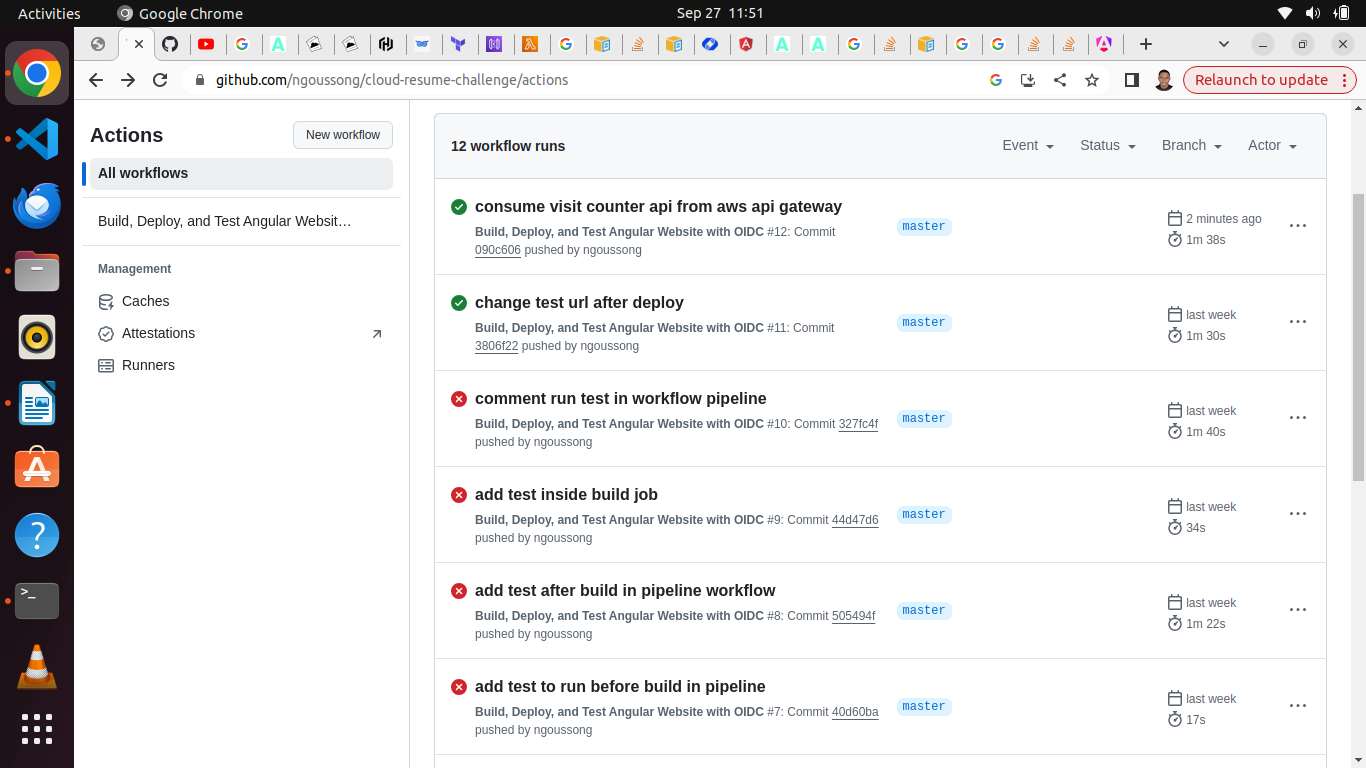 Activities
Google Chrome
Sep 27 11:51
github.com/ngoussong/cloud-resume-challenge/actions
Relaunch to update
Actions
New workflow
All workflows
Build, Deploy, and Test Angular Websit…
Management
Caches
Attestations
Runners
12 workflow runs
Event
Status
Branch
Actor
consume visit counter api from aws api gateway
Build, Deploy, and Test Angular Website with OIDC #12: Commit
090c606 pushed by ngoussong
master
2 minutes ago
1m 38s
change test url after deploy
Build, Deploy, and Test Angular Website with OIDC #11: Commit
3806f22 pushed by ngoussong
master
last week
1m 30s
comment run test in workflow pipeline
Build, Deploy, and Test Angular Website with OIDC #10: Commit 327fc4f
pushed by ngoussong
master
last week
1m 40s
add test inside build job
Build, Deploy, and Test Angular Website with OIDC #9: Commit 44d47d6
pushed by ngoussong
master
last week
34s
add test after build in pipeline workflow
Build, Deploy, and Test Angular Website with OIDC #8: Commit 505494f
pushed by ngoussong
master
last week
1m 22s
add test to run before build in pipeline
Build, Deploy, and Test Angular Website with OIDC #7: Commit 40d60ba
pushed by ngoussong
master
last week
17s